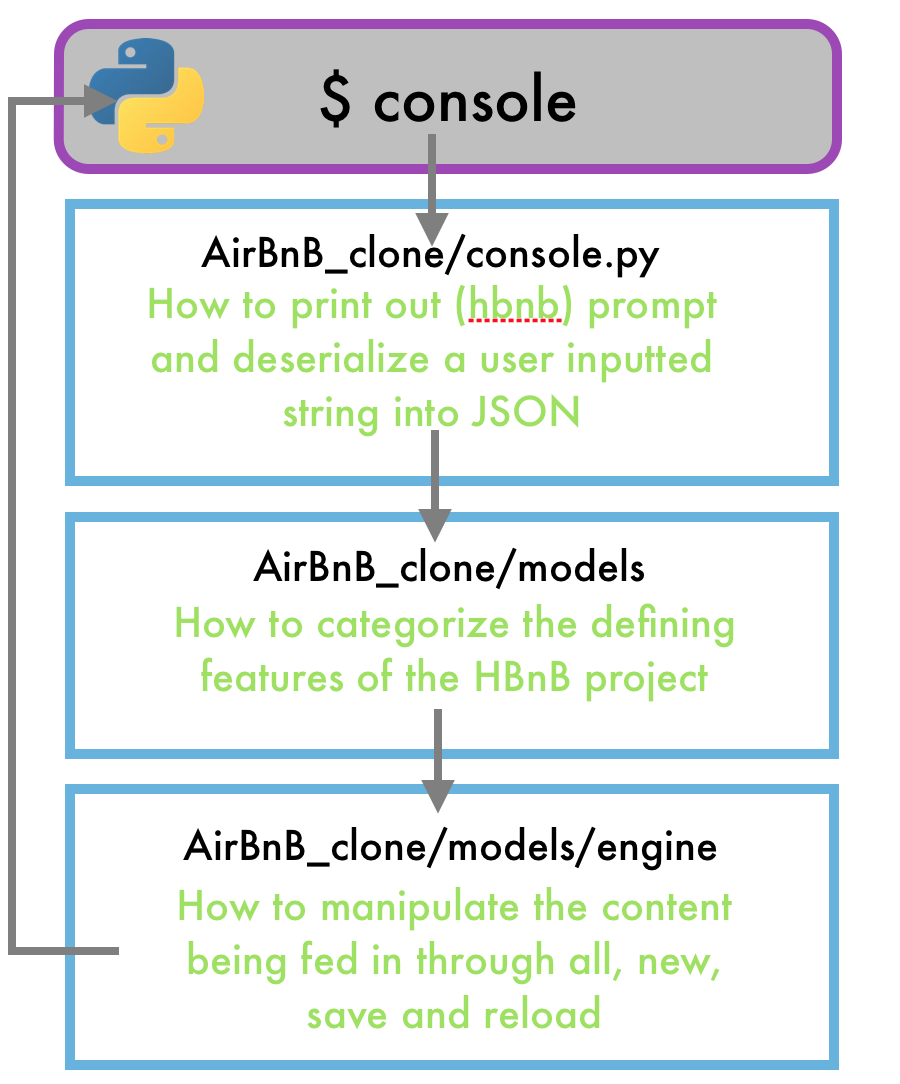 $ console
AirBnB_clone/console.py
How to print out (hbnb) prompt
and deserialize a user inputted
string into JSON
AirBnB_clone/models
How to categorize the defining
features of the HBnB project
AirBnB_clone/models/engine
How to manipulate the content
being fed in through all, new,
save and reload